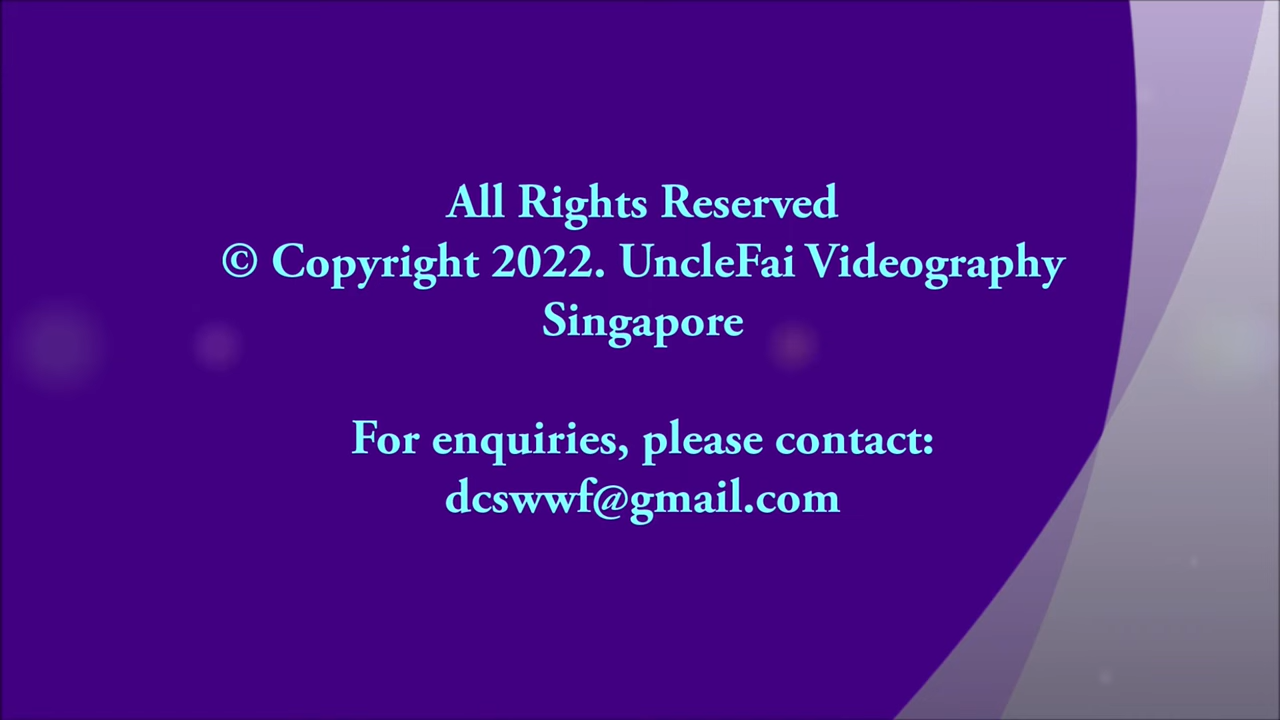 All Rights Reserved
© Copyright 2022. UncleFai Videography
Singapore
For enquiries, please contact:
dcswwf@gmail.com